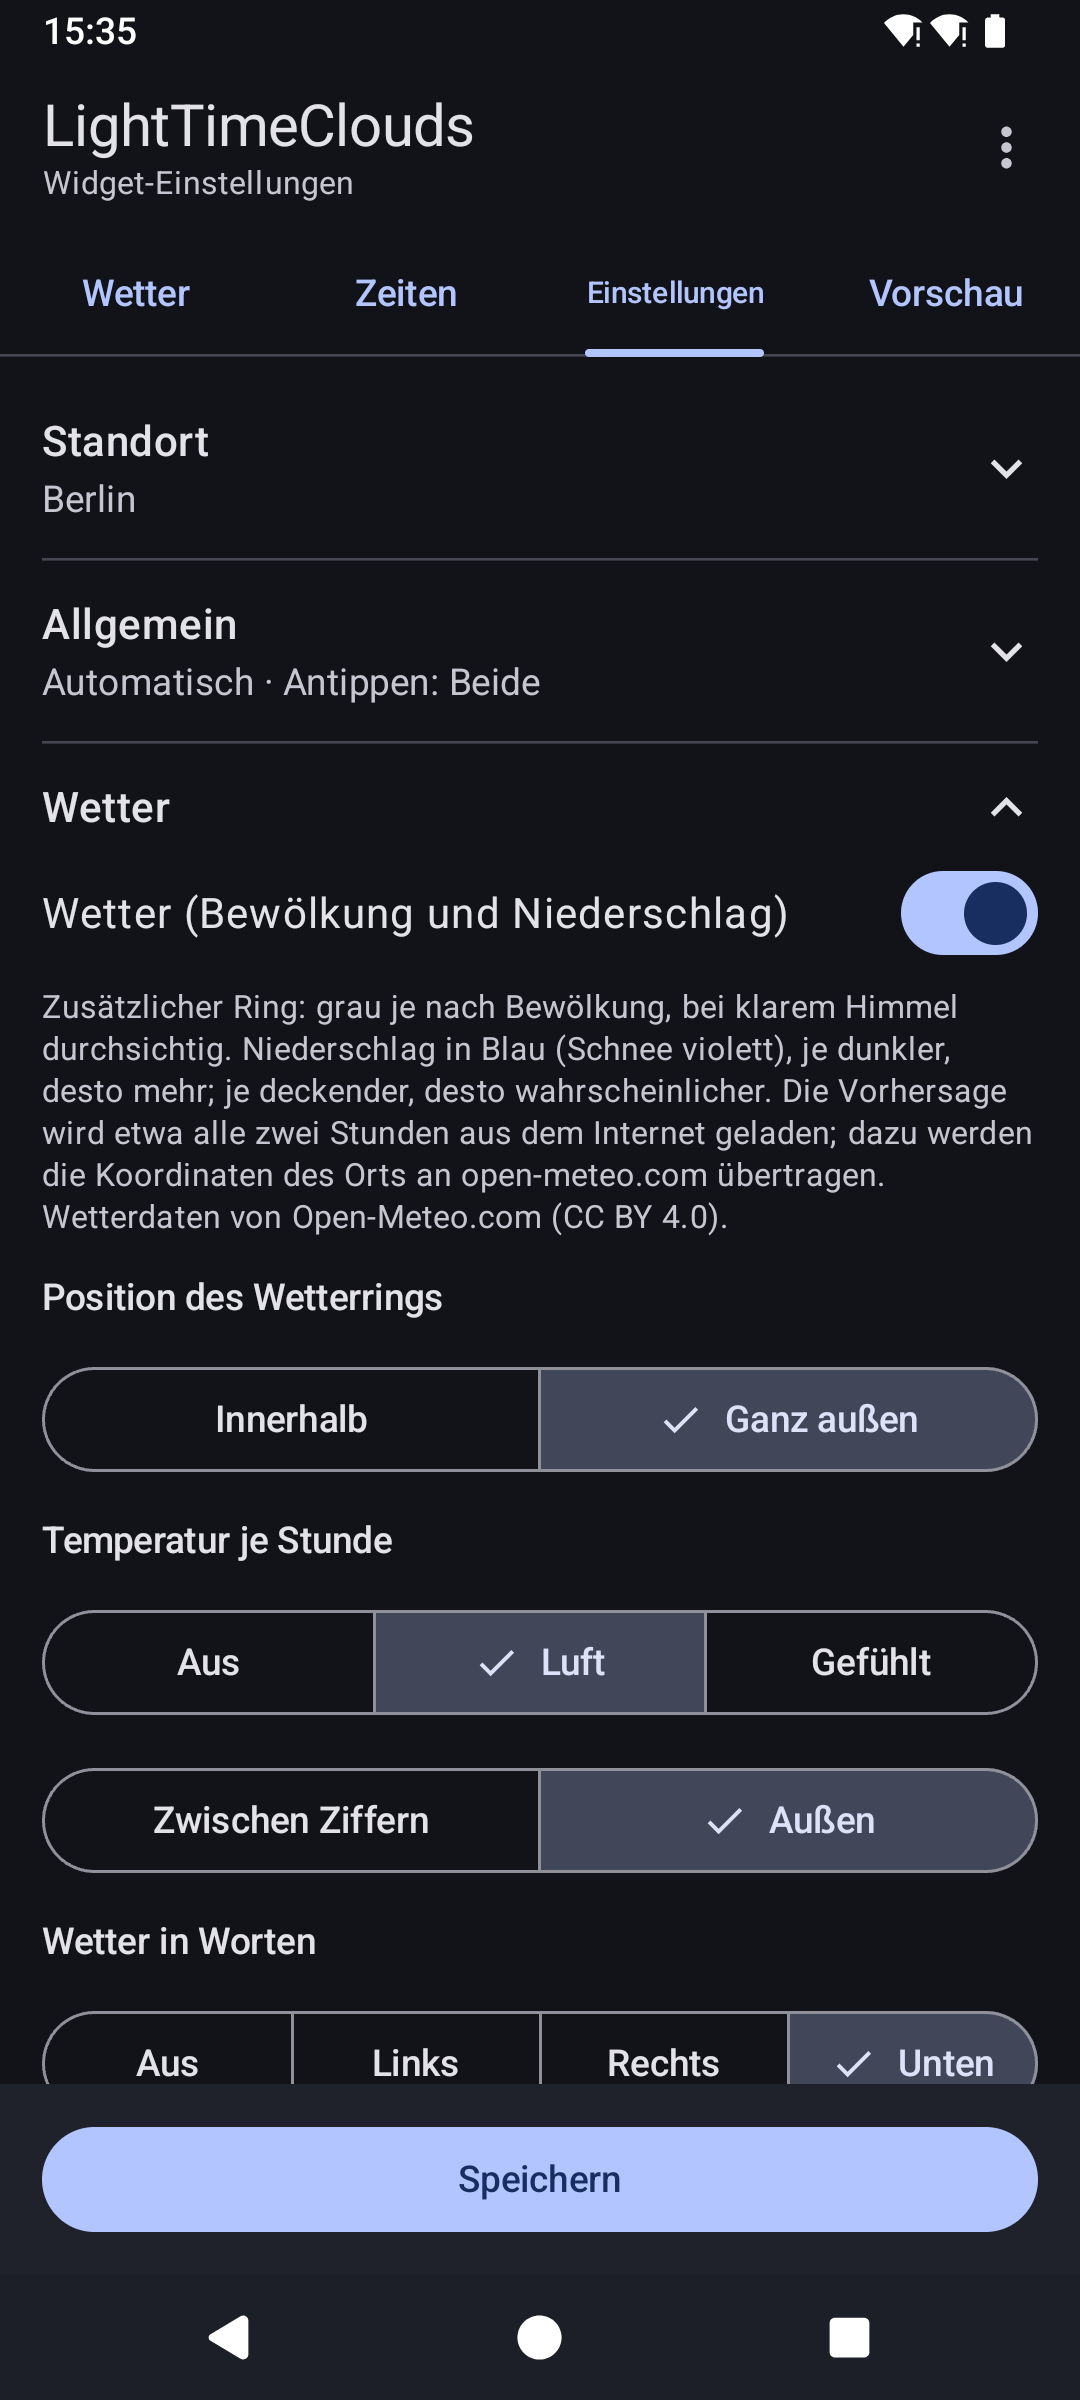 15:35
LightTimeClouds
Widget-Einstellungen
Wetter
Zeiten
Einstellungen
Vorschau
Standort
Berlin
Allgemein
Automatisch · Antippen: Beide
Wetter
Wetter (Bewölkung und Niederschlag)
Zusätzlicher Ring: grau je nach Bewölkung, bei klarem Himmel
durchsichtig. Niederschlag in Blau (Schnee violett), je dunkler,
desto mehr; je deckender, desto wahrscheinlicher. Die Vorhersage
wird etwa alle zwei Stunden aus dem Internet geladen; dazu werden
die Koordinaten des Orts an open-meteo.com übertragen.
Wetterdaten von Open-Meteo.com (CC BY 4.0).
Position des Wetterrings
Innerhalb
Ganz außen
Temperatur je Stunde
Aus
Luft
Gefühlt
Zwischen Ziffern
Außen
Wetter in Worten
Aus
Links
Rechts
Unten
Speichern